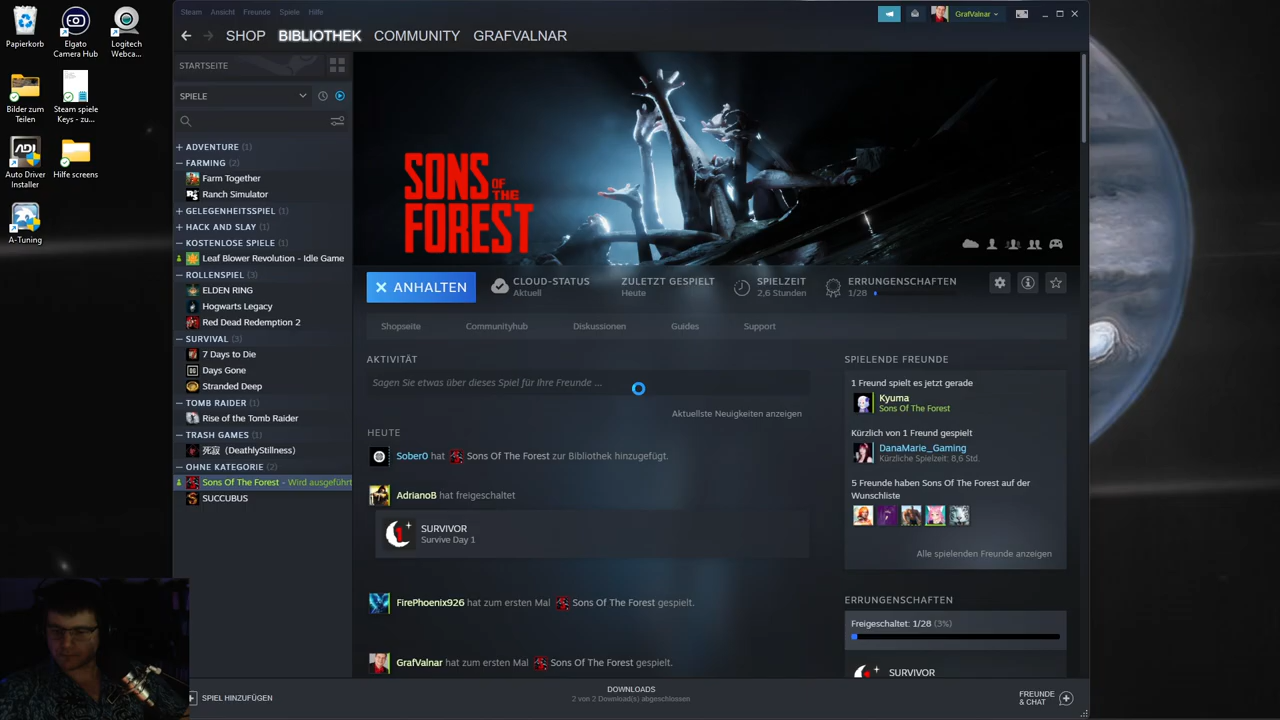 Papierkorb
Elgato Camera Hub
Logitech Webca...
Bilder zum Teilen
Steam spiele Keys - zu...
Auto Driver Installer
Hilfe screens
A-Tuning
Steam Ansicht Freunde Spiele Hilfe
GrafValnar
SHOP BIBLIOTHEK COMMUNITY GRAFVALNAR
STARTSEITE
SPIELE
+ ADVENTURE (1)
− FARMING (2)
Farm Together
Ranch Simulator
+ GELEGENHEITSSPIEL (1)
+ HACK AND SLAY (1)
− KOSTENLOSE SPIELE (1)
Leaf Blower Revolution - Idle Game
− ROLLENSPIEL (3)
ELDEN RING
Hogwarts Legacy
Red Dead Redemption 2
− SURVIVAL (3)
7 Days to Die
Days Gone
Stranded Deep
− TOMB RAIDER (1)
Rise of the Tomb Raider
− TRASH GAMES (1)
死寂（DeathlyStillness）
− OHNE KATEGORIE (2)
Sons Of The Forest - Wird ausgeführt
SUCCUBUS
SPIEL HINZUFÜGEN
SONS OF THE FOREST
ANHALTEN
CLOUD-STATUS
Aktuell
ZULETZT GESPIELT
Heute
SPIELZEIT
2,6 Stunden
ERRUNGENSCHAFTEN
1/28
Shopseite Communityhub Diskussionen Guides Support
AKTIVITÄT
Sagen Sie etwas über dieses Spiel für Ihre Freunde ...
Aktuellste Neuigkeiten anzeigen
HEUTE
Sober0 hat Sons Of The Forest zur Bibliothek hinzugefügt.
AdrianoB hat freigeschaltet
SURVIVOR
Survive Day 1
FirePhoenix926 hat zum ersten Mal Sons Of The Forest gespielt.
GrafValnar hat zum ersten Mal Sons Of The Forest gespielt.
SPIELENDE FREUNDE
1 Freund spielt es jetzt gerade
Kyuma
Sons Of The Forest
Kürzlich von 1 Freund gespielt
DanaMarie_Gaming
Kürzliche Spielzeit: 8,6 Std.
5 Freunde haben Sons Of The Forest auf der
Wunschliste
Alle spielenden Freunde anzeigen
ERRUNGENSCHAFTEN
Freigeschaltet: 1/28 (3%)
SURVIVOR
DOWNLOADS
2 von 2 Download(s) abgeschlossen
FREUNDE
& CHAT